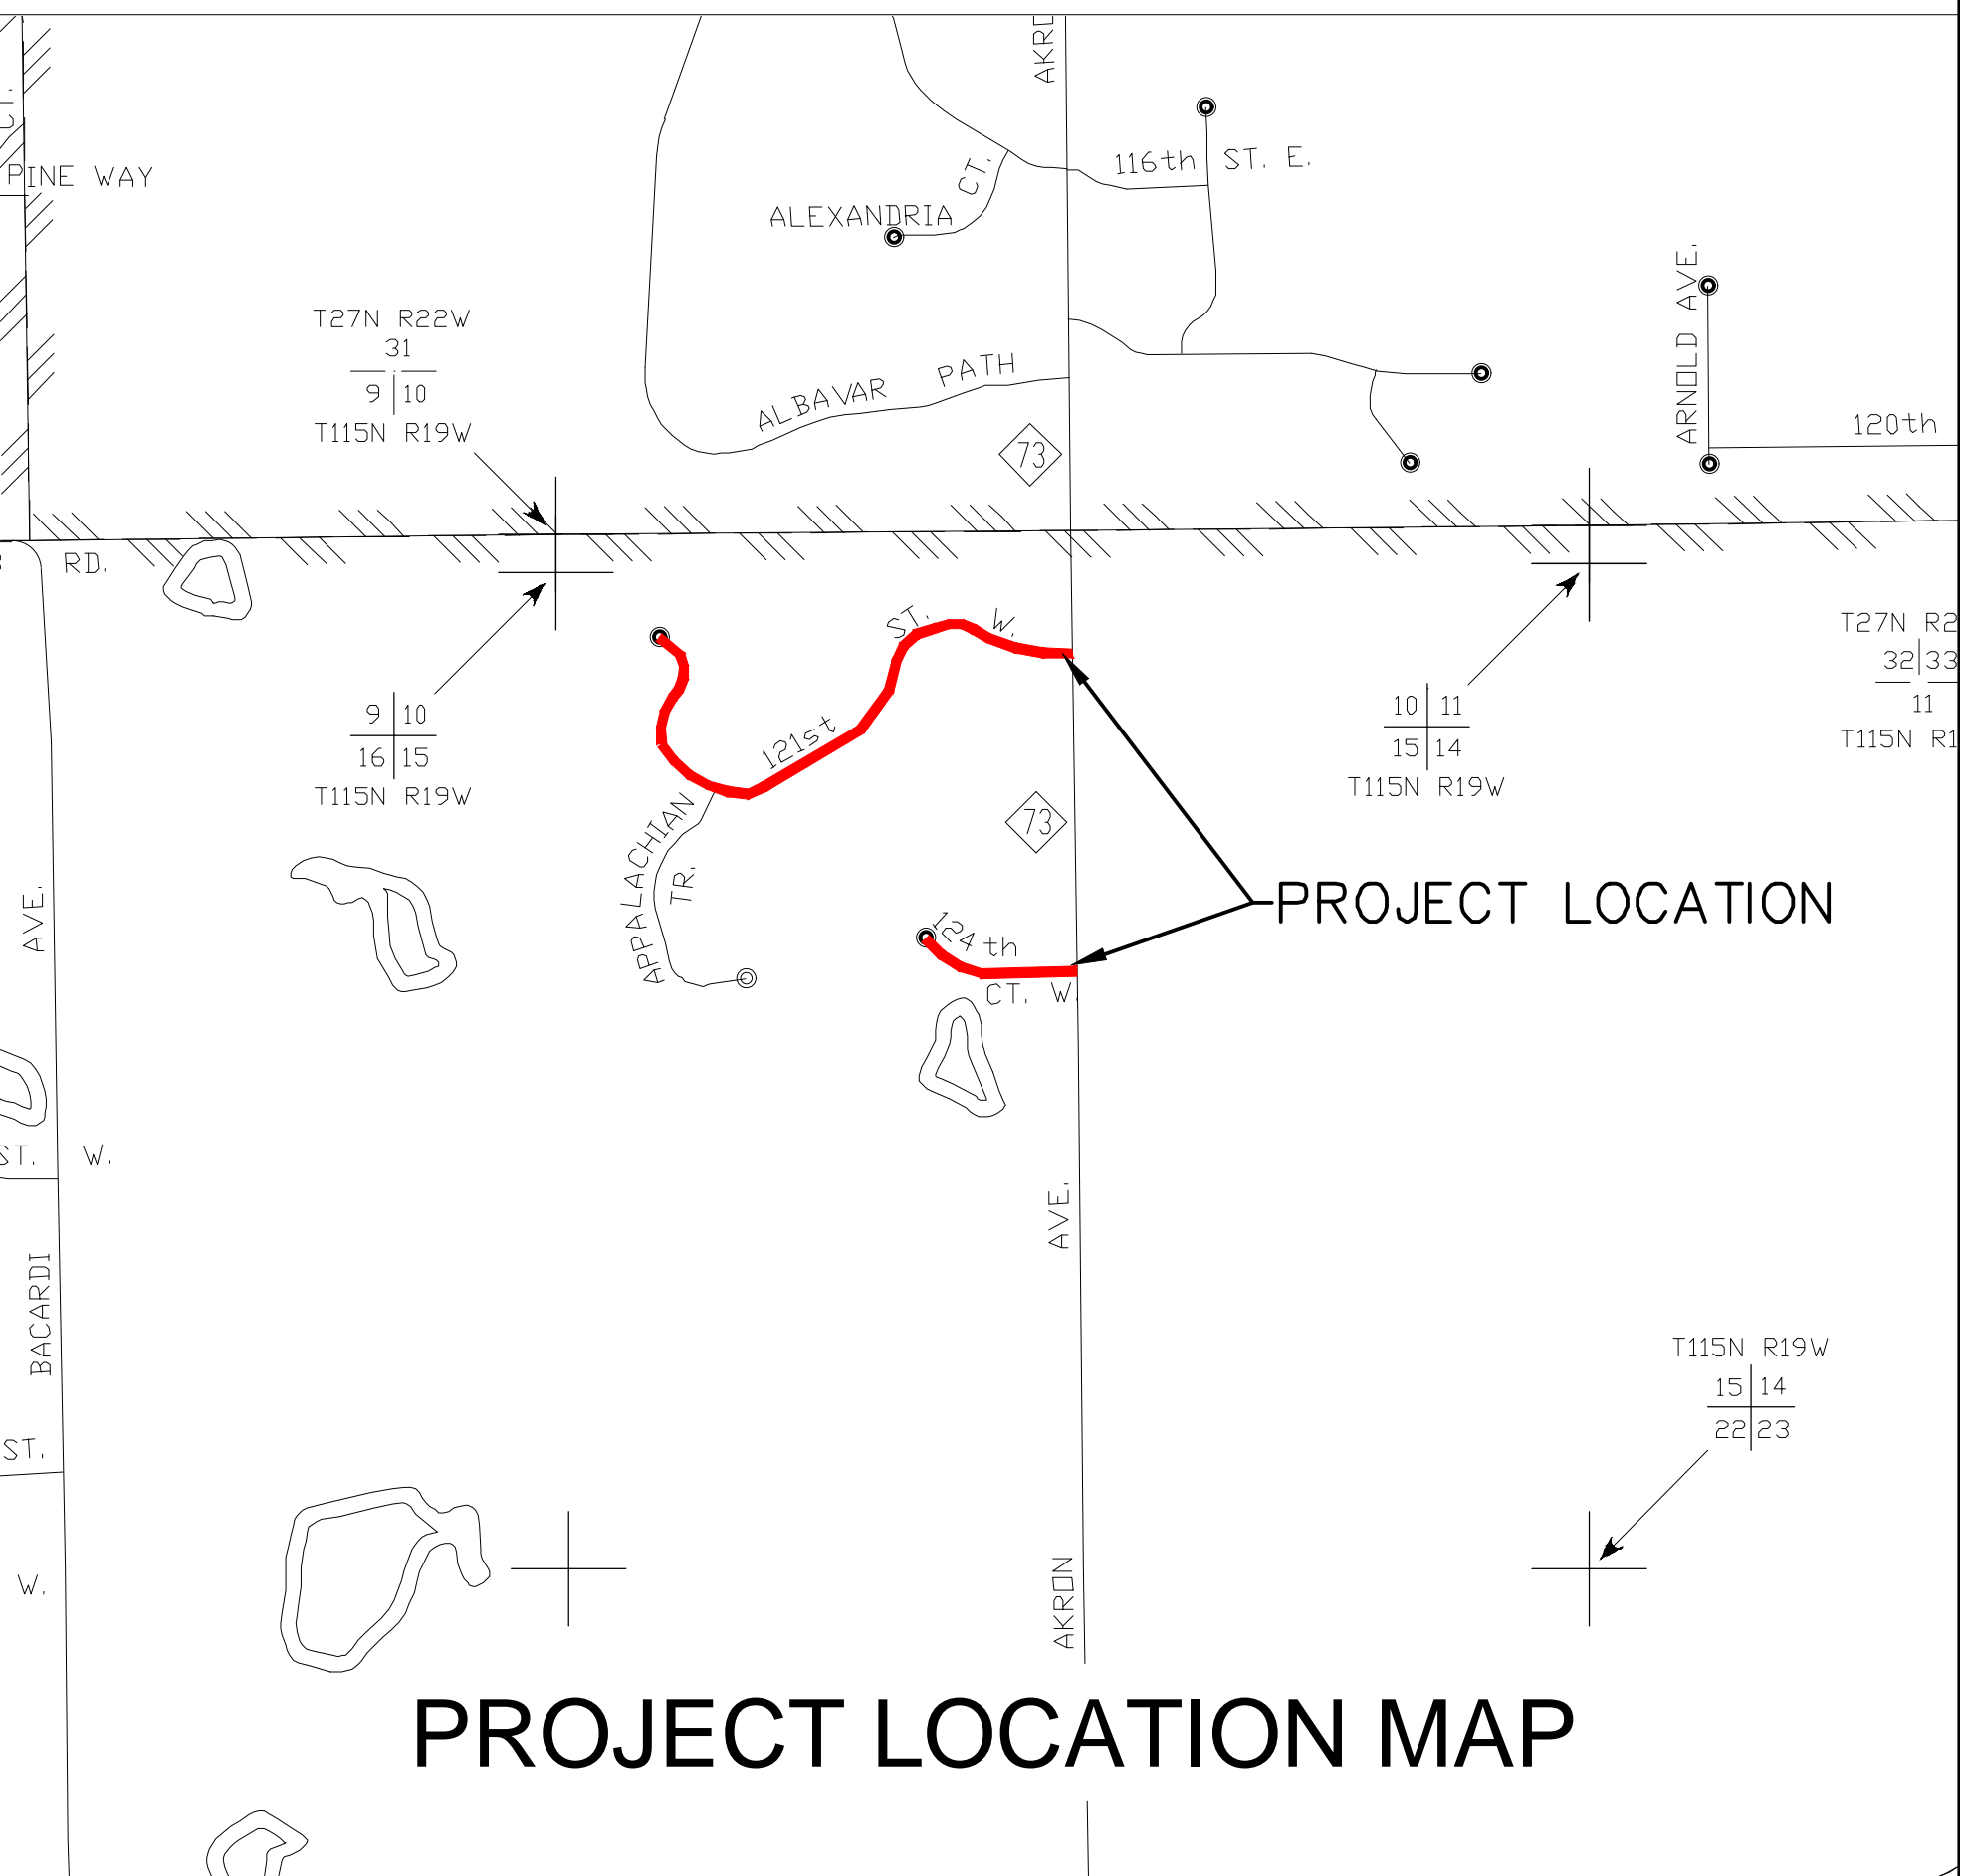 CT.
PINE WAY
116th ST. E.
ALEXANDRIA CT.
ARNOLD AVE.
T27N R22W
31
9 10
T115N R19W
ALBAVAR PATH
73
120th
RD.
121st ST. W.
T27N R2
32 33
11
T115N R1
9 10
16 15
T115N R19W
10 11
15 14
T115N R19W
73
APPALACHIAN TR.
PROJECT LOCATION
124th
CT. W.
AVE.
ST. W.
AVE.
BACARDI
T115N R19W
15 14
22 23
ST.
W.
AKRON
PROJECT LOCATION MAP